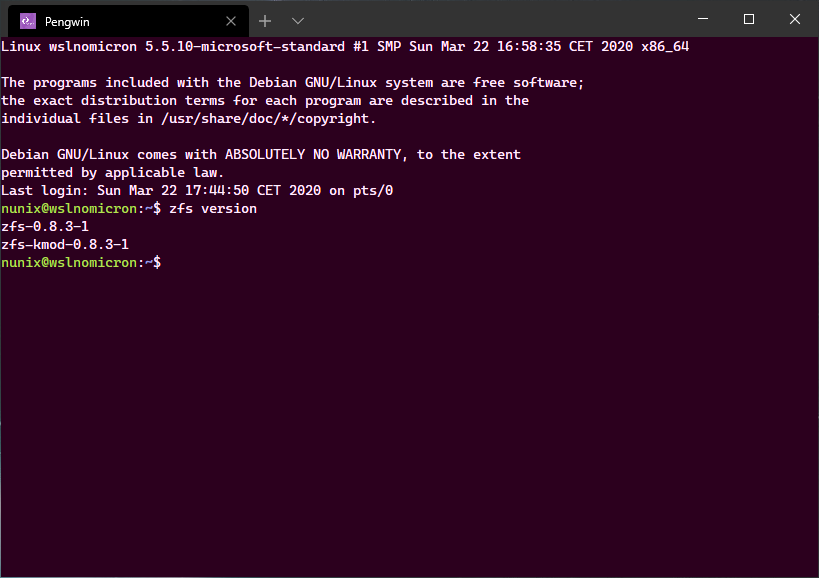 Pengwin
Linux wslnomicron 5.5.10-microsoft-standard #1 SMP Sun Mar 22 16:58:35 CET 2020 x86_64
The programs included with the Debian GNU/Linux system are free software;
the exact distribution terms for each program are described in the
individual files in /usr/share/doc/*/copyright.
Debian GNU/Linux comes with ABSOLUTELY NO WARRANTY, to the extent
permitted by applicable law.
Last login: Sun Mar 22 17:44:50 CET 2020 on pts/0
nunix@wslnomicron:~$ zfs version
zfs-0.8.3-1
zfs-kmod-0.8.3-1
nunix@wslnomicron:~$